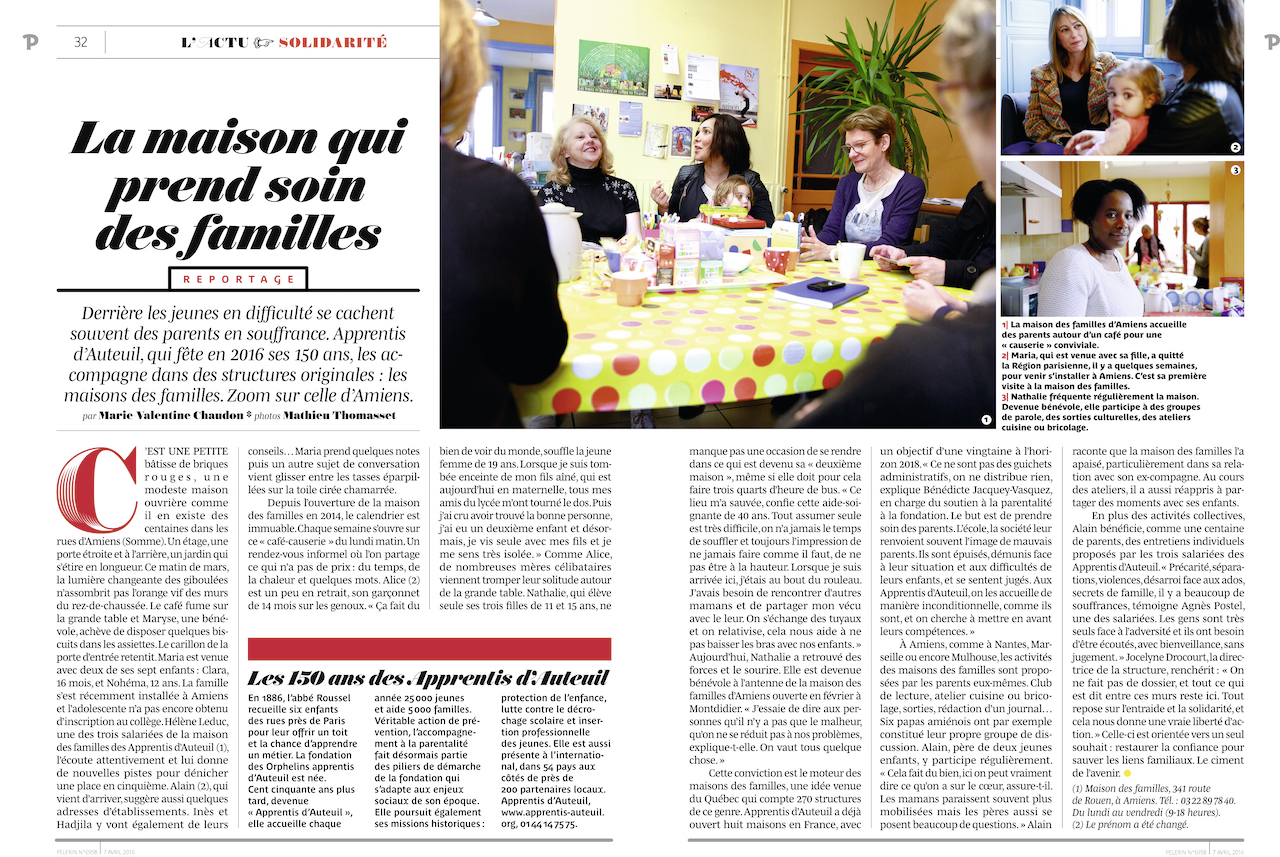 32
L'ACTU ☞ SOLIDARITÉ
La maison qui
prend soin
des familles
REPORTAGE
Derrière les jeunes en difficulté se cachent
souvent des parents en souffrance. Apprentis
d'Auteuil, qui fête en 2016 ses 150 ans, les ac-
compagne dans des structures originales : les
maisons des familles. Zoom sur celle d'Amiens.
par Marie-Valentine Chaudon photos Mathieu Thomasset
1
2
3
1| La maison des familles d'Amiens accueille
des parents autour d'un café pour une
« causerie » conviviale.
2| Maria, qui est venue avec sa fille, a quitté
la Région parisienne, il y a quelques semaines,
pour venir s'installer à Amiens. C'est sa première
visite à la maison des familles.
3| Nathalie fréquente régulièrement la maison.
Devenue bénévole, elle participe à des groupes
de parole, des sorties culturelles, des ateliers
cuisine ou bricolage.
C'EST UNE PETITE
bâtisse de briques
rouges, une
modeste maison
ouvrière comme
il en existe des
centaines dans les
rues d'Amiens (Somme). Un étage, une
porte étroite et à l'arrière, un jardin qui
s'étire en longueur. Ce matin de mars,
la lumière changeante des giboulées
n'assombrit pas l'orange vif des murs
du rez-de-chaussée. Le café fume sur
la grande table et Maryse, une béné-
vole, achève de disposer quelques bis-
cuits dans les assiettes. Le carillon de la
porte d'entrée retentit. Maria est venue
avec deux de ses sept enfants : Clara,
16 mois, et Nohéma, 12 ans. La famille
s'est récemment installée à Amiens
et l'adolescente n'a pas encore obtenu
d'inscription au collège. Hélène Leduc,
une des trois salariées de la maison
des familles des Apprentis d'Auteuil (1),
l'écoute attentivement et lui donne
de nouvelles pistes pour dénicher
une place en cinquième. Alain (2), qui
vient d'arriver, suggère aussi quelques
adresses d'établissements. Inès et
Hadjila y vont également de leurs
conseils… Maria prend quelques notes
puis un autre sujet de conversation
vient glisser entre les tasses éparpil-
lées sur la toile cirée chamarrée.
Depuis l'ouverture de la maison
des familles en 2014, le calendrier est
immuable. Chaque semaine s'ouvre sur
ce « café-causerie » du lundi matin. Un
rendez-vous informel où l'on partage
ce qui n'a pas de prix : du temps, de
la chaleur et quelques mots. Alice (2)
est un peu en retrait, son garçonnet
de 14 mois sur les genoux. « Ça fait du
bien de voir du monde, souffle la jeune
femme de 19 ans. Lorsque je suis tom-
bée enceinte de mon fils aîné, qui est
aujourd'hui en maternelle, tous mes
amis du lycée m'ont tourné le dos. Puis
j'ai cru avoir trouvé la bonne personne,
j'ai eu un deuxième enfant et désor-
mais, je vis seule avec mes fils et je
me sens très isolée. » Comme Alice,
de nombreuses mères célibataires
viennent tromper leur solitude autour
de la grande table. Nathalie, qui élève
seule ses trois filles de 11 et 15 ans, ne
Les 150 ans des Apprentis d'Auteuil
En 1886, l'abbé Roussel
recueille six enfants
des rues près de Paris
pour leur offrir un toit
et la chance d'apprendre
un métier. La fondation
des Orphelins apprentis
d'Auteuil est née.
Cent cinquante ans plus
tard, devenue
« Apprentis d'Auteuil »,
elle accueille chaque
année 25000 jeunes
et aide 5000 familles.
Véritable action de pré-
vention, l'accompagne-
ment à la parentalité
fait désormais partie
des piliers de démarche
de la fondation qui
s'adapte aux enjeux
sociaux de son époque.
Elle poursuit également
ses missions historiques :
protection de l'enfance,
lutte contre le décro-
chage scolaire et inser-
tion professionnelle
des jeunes. Elle est aussi
présente à l'internatio-
nal, dans 54 pays aux
côtés de près de
200 partenaires locaux.
Apprentis d'Auteuil,
www.apprentis-auteuil.
org, 0144147575.
manque pas une occasion de se rendre
dans ce qui est devenu sa « deuxième
maison », même si elle doit pour cela
faire trois quarts d'heure de bus. « Ce
lieu m'a sauvée, confie cette aide-soi-
gnante de 40 ans. Tout assumer seule
est très difficile, on n'a jamais le temps
de souffler et toujours l'impression de
ne jamais faire comme il faut, de ne
pas être à la hauteur. Lorsque je suis
arrivée ici, j'étais au bout du rouleau.
J'avais besoin de rencontrer d'autres
mamans et de partager mon vécu
avec le leur. On s'échange des tuyaux
et on relativise, cela nous aide à ne
pas baisser les bras avec nos enfants. »
Aujourd'hui, Nathalie a retrouvé des
forces et le sourire. Elle est devenue
bénévole à l'antenne de la maison des
familles d'Amiens ouverte en février à
Montdidier. « J'essaie de dire aux per-
sonnes qu'il n'y a pas que le malheur,
qu'on ne se réduit pas à nos problèmes,
explique-t-elle. On vaut tous quelque
chose. »
Cette conviction est le moteur des
maisons des familles, une idée venue
du Québec qui compte 270 structures
de ce genre. Apprentis d'Auteuil a déjà
ouvert huit maisons en France, avec
un objectif d'une vingtaine à l'hori-
zon 2018. « Ce ne sont pas des guichets
administratifs, on ne distribue rien,
explique Bénédicte Jacquey-Vasquez,
en charge du soutien à la parentalité
à la fondation. Le but est de prendre
soin des parents. L'école, la société leur
renvoient souvent l'image de mauvais
parents. Ils sont épuisés, démunis face
à leur situation et aux difficultés de
leurs enfants, et se sentent jugés. Aux
Apprentis d'Auteuil, on les accueille de
manière inconditionnelle, comme ils
sont, et on cherche à mettre en avant
leurs compétences. »
À Amiens, comme à Nantes, Mar-
seille ou encore Mulhouse, les activités
des maisons des familles sont propo-
sées par les parents eux-mêmes. Club
de lecture, atelier cuisine ou brico-
lage, sorties, rédaction d'un journal…
Six papas amiénois ont par exemple
constitué leur propre groupe de dis-
cussion. Alain, père de deux jeunes
enfants, y participe régulièrement.
« Cela fait du bien, ici on peut vraiment
dire ce qu'on a sur le cœur, assure-t-il.
Les mamans paraissent souvent plus
mobilisées mais les pères aussi se
posent beaucoup de questions. » Alain
raconte que la maison des familles l'a
apaisé, particulièrement dans sa rela-
tion avec son ex-compagne. Au cours
des ateliers, il a aussi réappris à par-
tager des moments avec ses enfants.
En plus des activités collectives,
Alain bénéficie, comme une centaine
de parents, des entretiens individuels
proposés par les trois salariées des
Apprentis d'Auteuil. « Précarité, sépara-
tions, violences, désarroi face aux ados,
secrets de famille, il y a beaucoup de
souffrances, témoigne Agnès Postel,
une des salariées. Les gens sont très
seuls face à l'adversité et ils ont besoin
d'être écoutés, avec bienveillance, sans
jugement. » Jocelyne Drocourt, la direc-
trice de la structure, renchérit : « On
ne fait pas de dossier, et tout ce qui
est dit entre ces murs reste ici. Tout
repose sur l'entraide et la solidarité, et
cela nous donne une vraie liberté d'ac-
tion. » Celle-ci est orientée vers un seul
souhait : restaurer la confiance pour
sauver les liens familiaux. Le ciment
de l'avenir.
(1) Maison des familles, 341 route
de Rouen, à Amiens. Tél. : 03 22 89 78 40.
Du lundi au vendredi (9-18 heures).
(2) Le prénom a été changé.
PELERIN N°6958 7 AVRIL 2016
PELERIN N°6958 7 AVRIL 2016